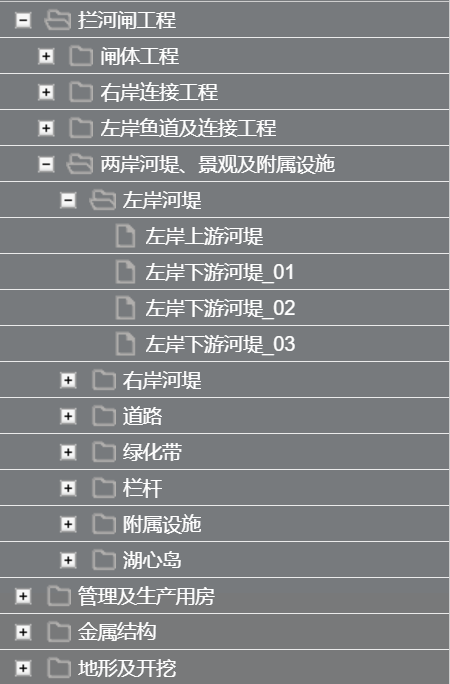 拦河闸工程
闸体工程
右岸连接工程
左岸鱼道及连接工程
两岸河堤、景观及附属设施
左岸河堤
左岸上游河堤
左岸下游河堤_01
左岸下游河堤_02
左岸下游河堤_03
右岸河堤
道路
绿化带
栏杆
附属设施
湖心岛
管理及生产用房
金属结构
地形及开挖